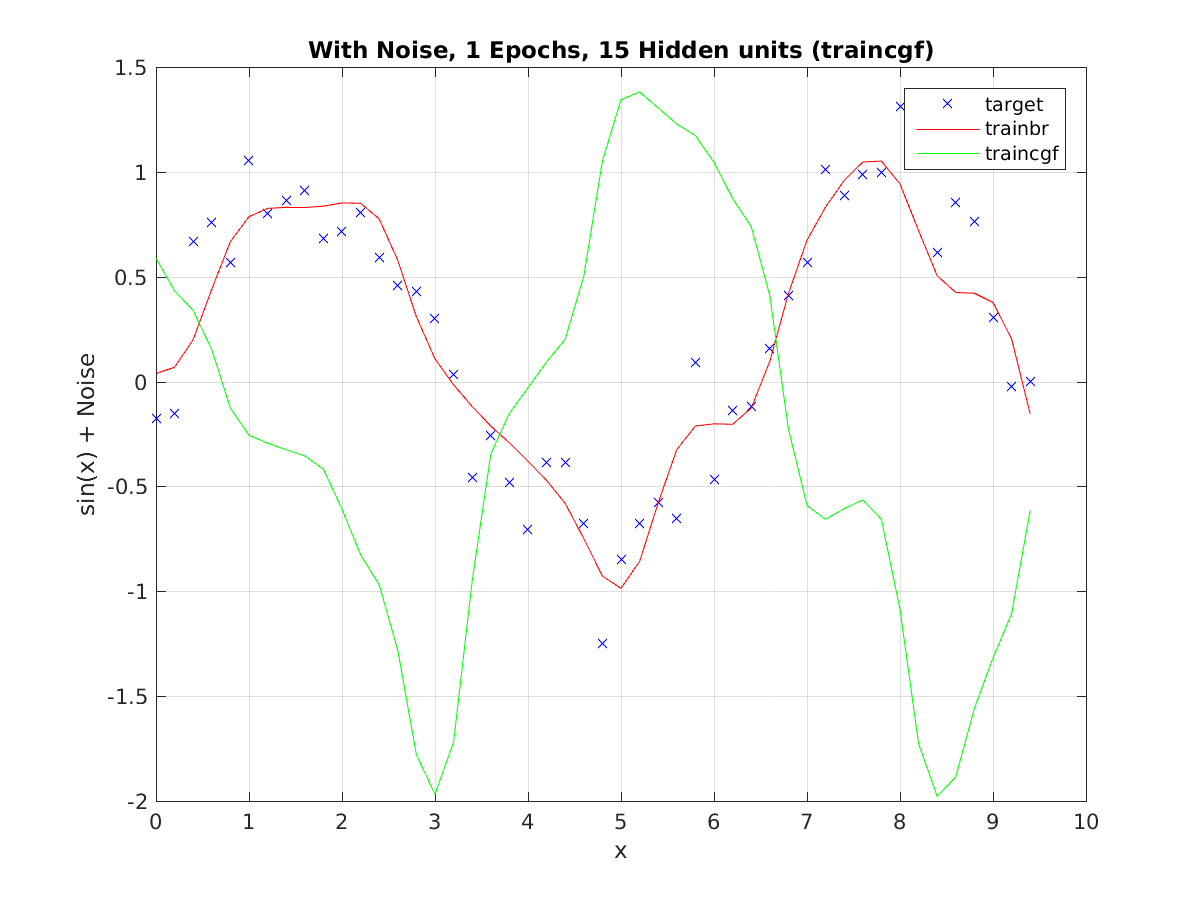 With Noise, 1 Epochs, 15 Hidden units (traincgf)
target
trainbr
traincgf
1.5
1
0.5
0
-0.5
-1
-1.5
-2
sin(x) + Noise
0 1 2 3 4 5 6 7 8 9 10
x